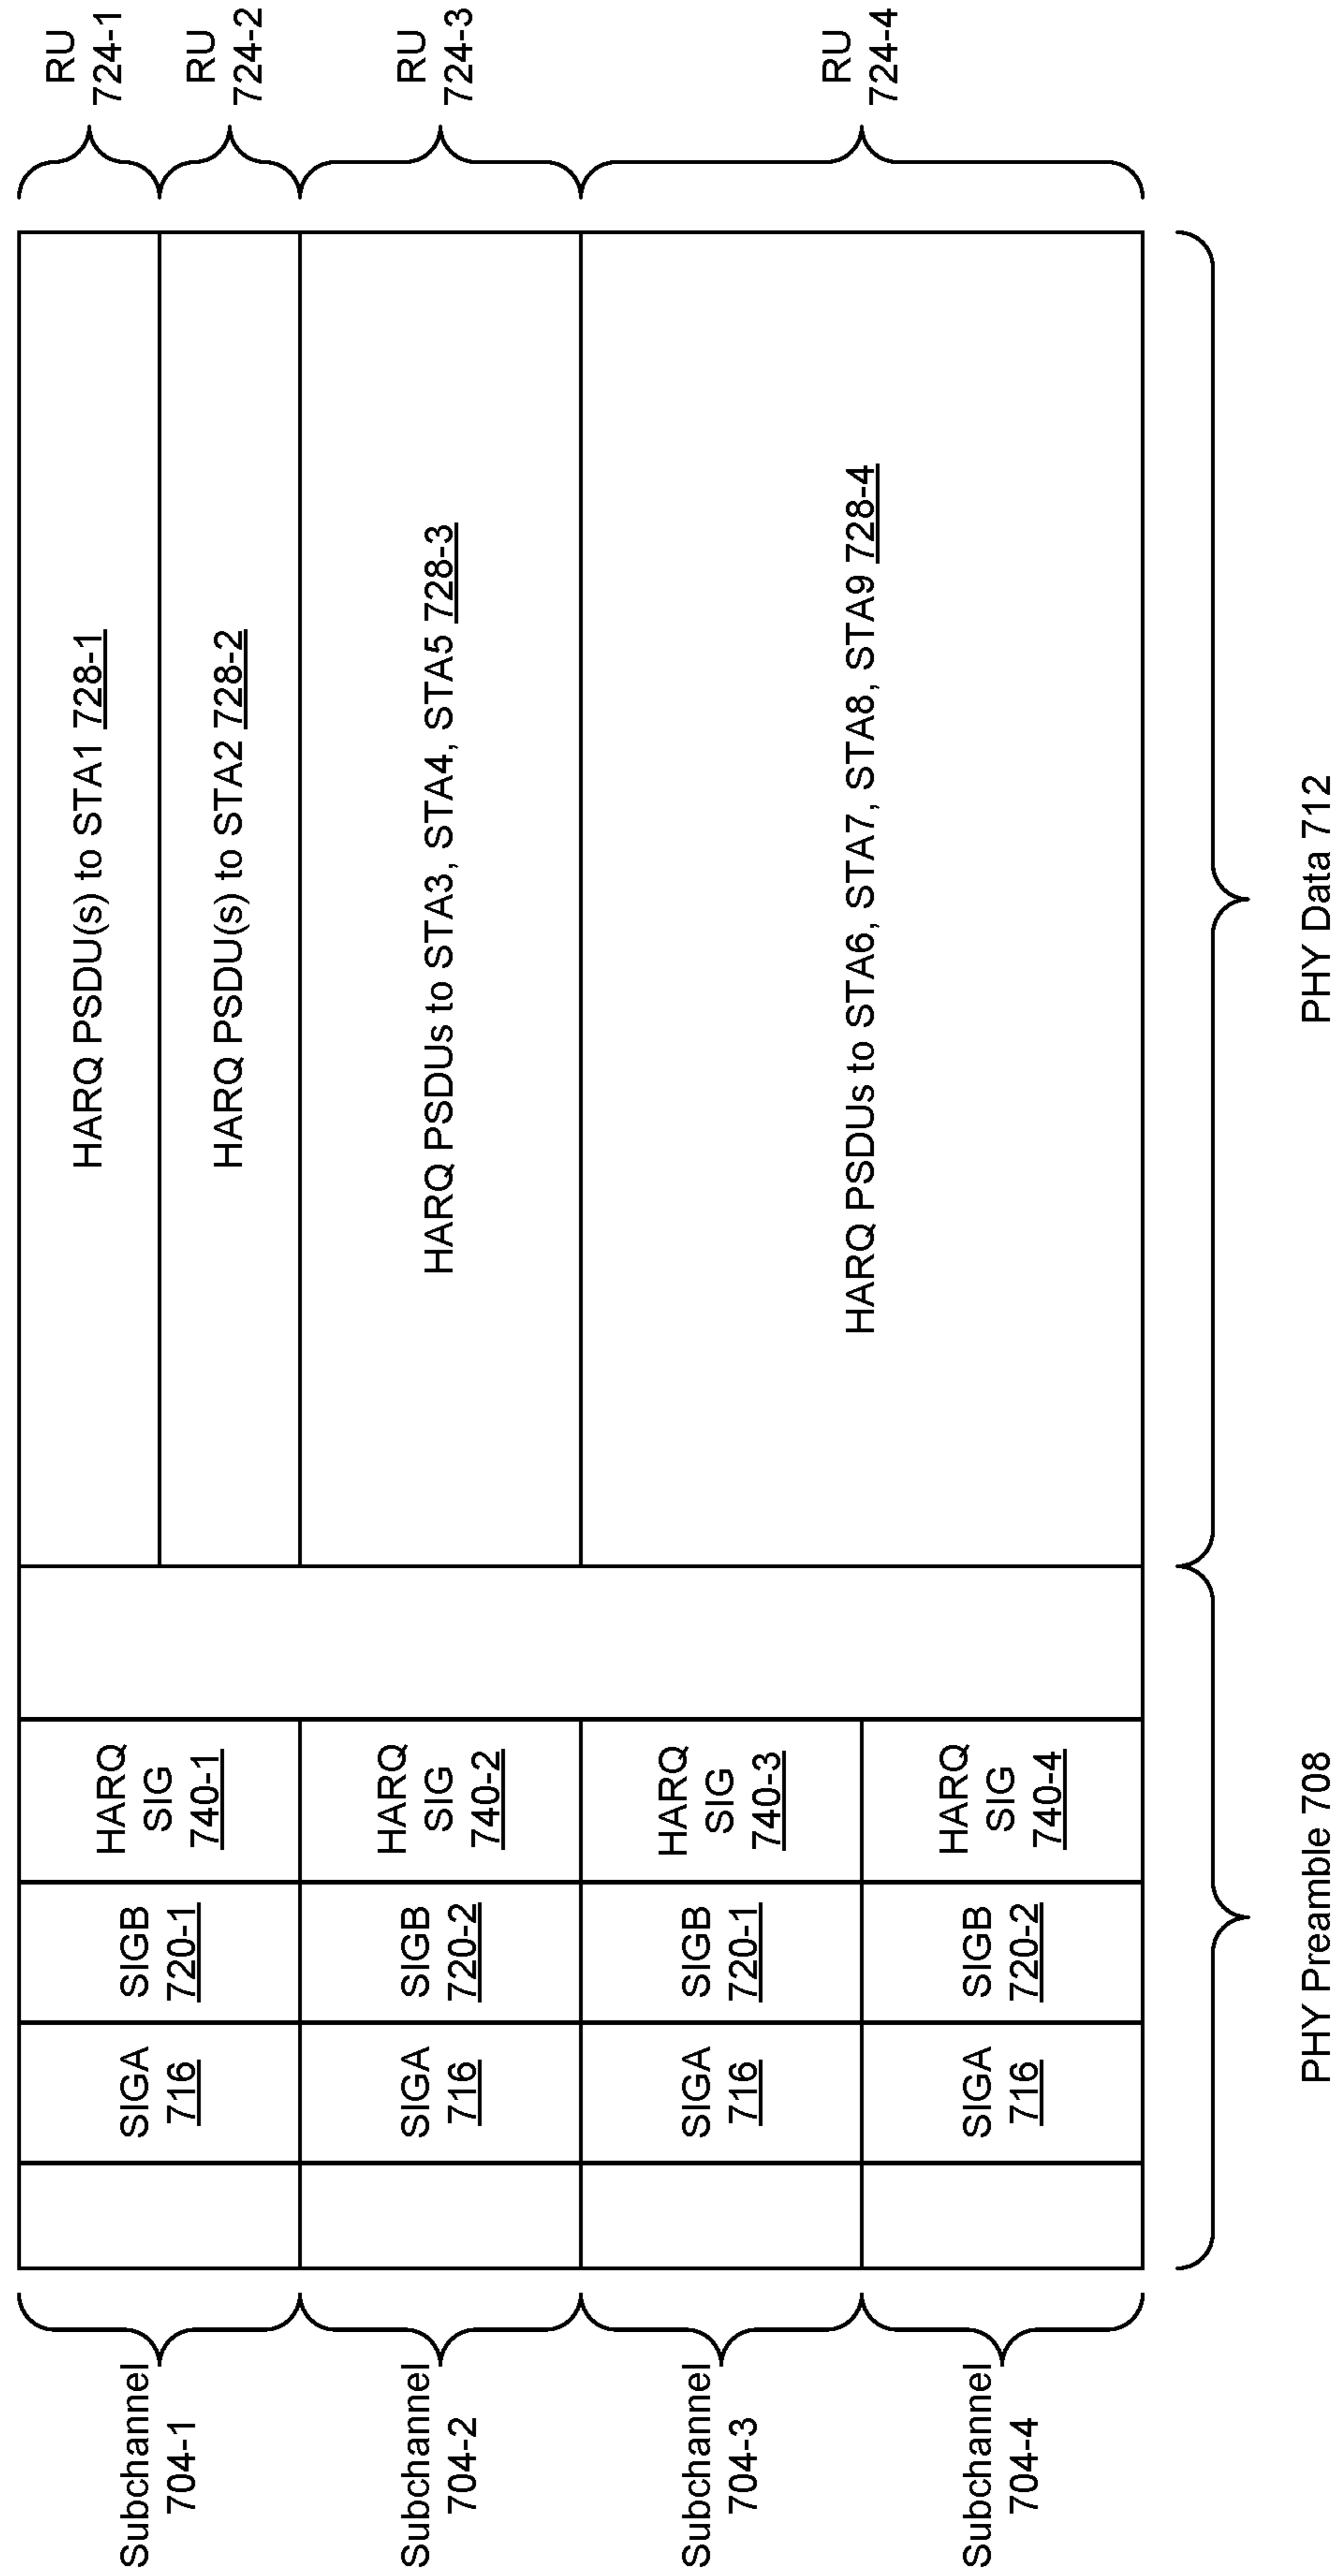 Subchannel
704-1
SIGA
716
SIGB
720-1
HARQ
SIG
740-1
HARQ PSDU(s) to STA1 728-1
HARQ PSDU(s) to STA2 728-2
RU
724-1
RU
724-2
Subchannel
704-2
SIGA
716
SIGB
720-2
HARQ
SIG
740-2
HARQ PSDUs to STA3, STA4, STA5 728-3
RU
724-3
Subchannel
704-3
SIGA
716
SIGB
720-1
HARQ
SIG
740-3
HARQ PSDUs to STA6, STA7, STA8, STA9 728-4
RU
724-4
Subchannel
704-4
SIGA
716
SIGB
720-2
HARQ
SIG
740-4
PHY Preamble 708
PHY Data 712